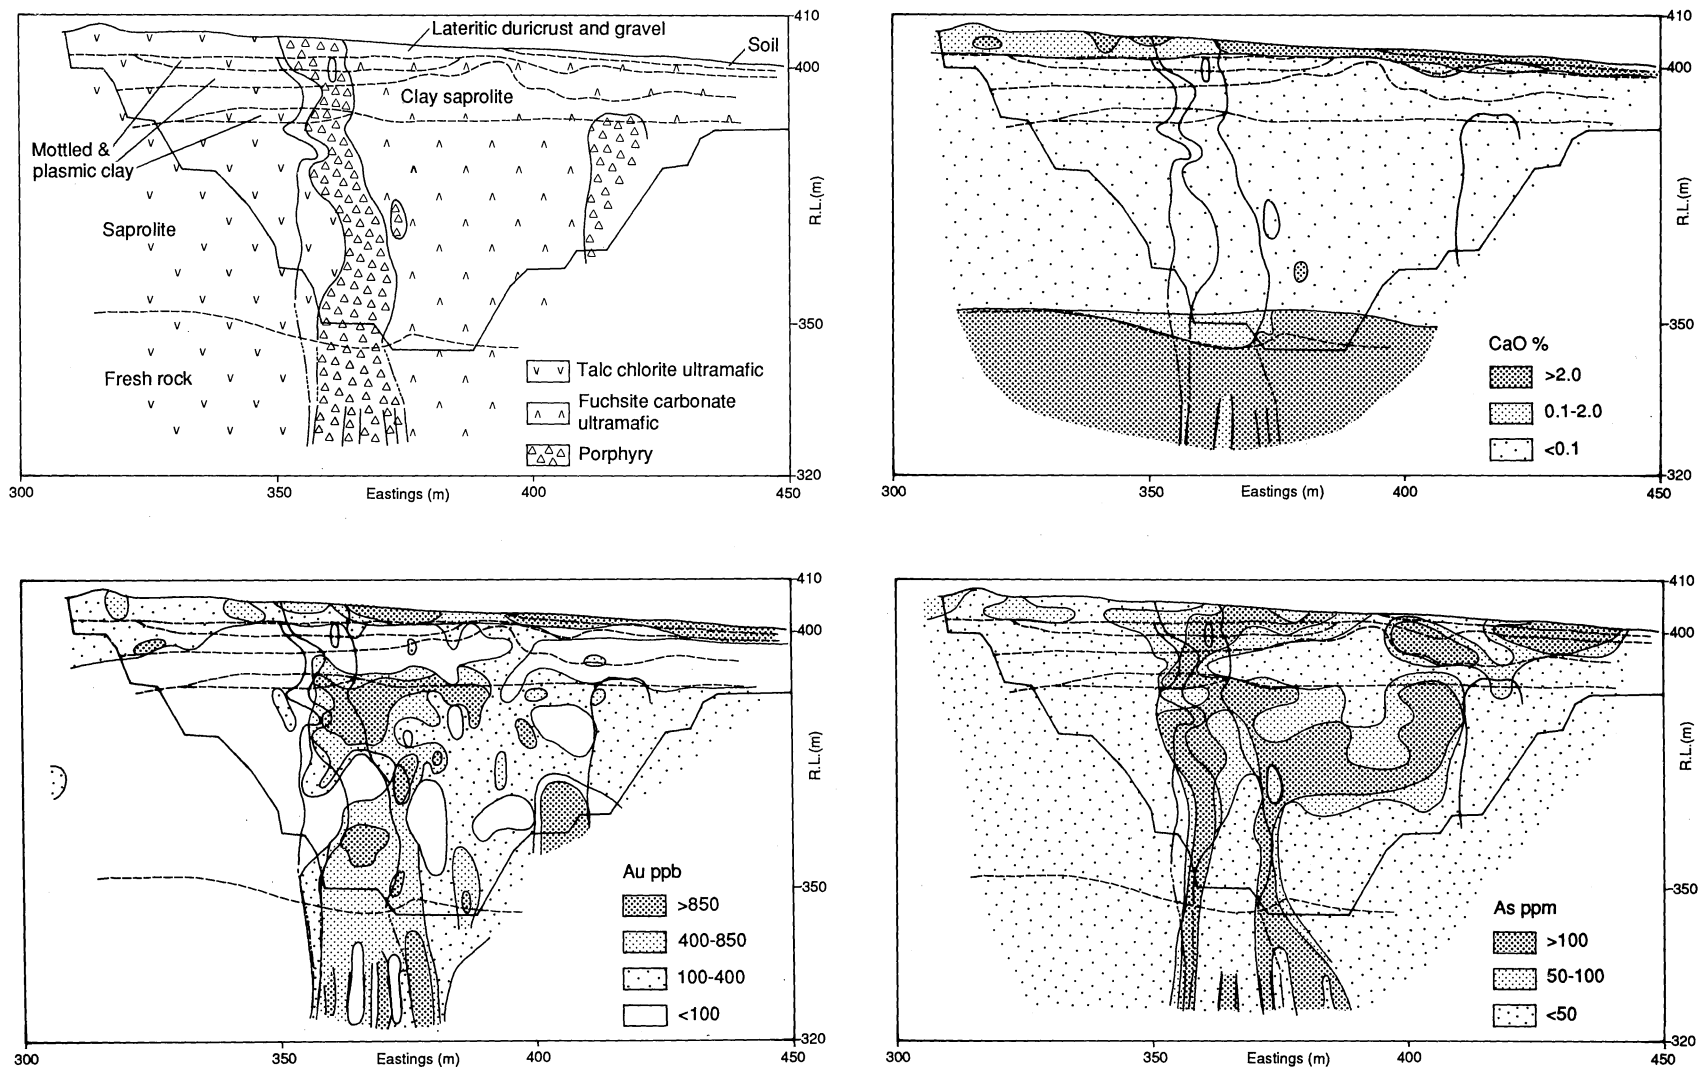 Lateritic duricrust and gravel
Soil
Clay saprolite
Mottled &
plasmic clay
Saprolite
Fresh rock
Talc chlorite ultramafic
Fuchsite carbonate
ultramafic
Porphyry
410
400
350
320
R.L.(m)
300
350
Eastings (m)
400
450
CaO %
>2.0
0.1-2.0
<0.1
410
400
350
320
R.L.(m)
300
350
Eastings (m)
400
450
Au ppb
>850
400-850
100-400
<100
410
400
350
320
R.L.(m)
300
350
Eastings (m)
400
450
As ppm
>100
50-100
<50
410
400
350
320
R.L.(m)
300
350
Eastings (m)
400
450